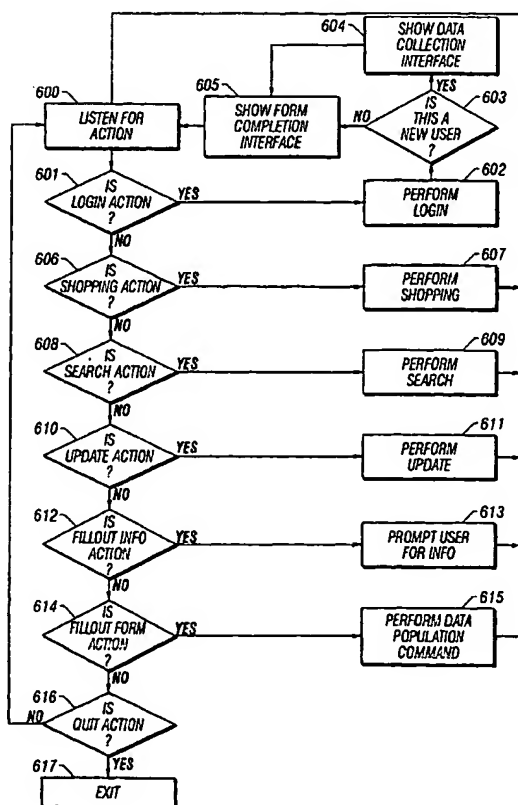 604
SHOW DATA
COLLECTION
INTERFACE
600
605
YES
LISTEN FOR
ACTION
SHOW FORM
COMPLETION
INTERFACE
NO
IS
THIS A
NEW USER
?
603
601
IS
LOGIN ACTION
?
YES
602
PERFORM
LOGIN
NO
606
IS
SHOPPING ACTION
?
YES
607
PERFORM
SHOPPING
NO
608
IS
SEARCH ACTION
?
YES
609
PERFORM
SEARCH
NO
610
IS
UPDATE ACTION
?
YES
611
PERFORM
UPDATE
NO
612
IS
FILLOUT INFO
ACTION
?
YES
613
PROMPT USER
FOR INFO
NO
614
IS
FILLOUT FORM
ACTION
?
YES
615
PERFORM DATA
POPULATION
COMMAND
NO
616
NO
IS
QUIT ACTION
?
YES
617
EXIT